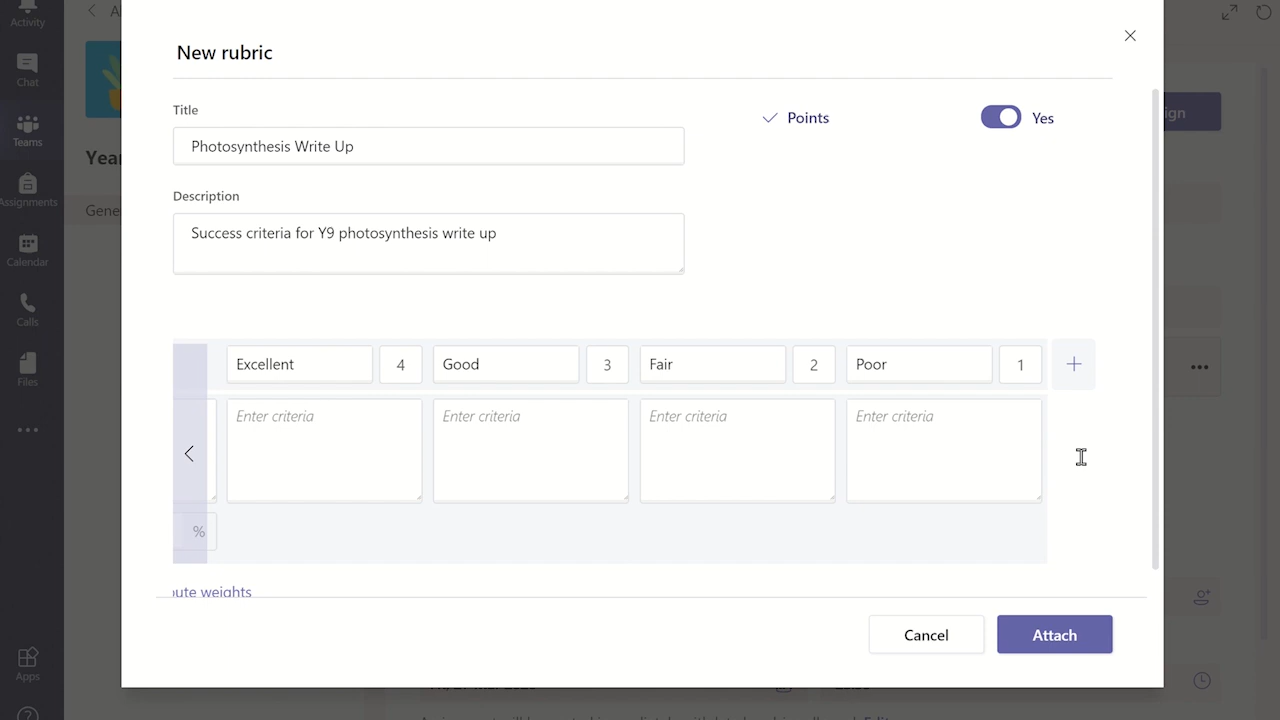 Activity
Chat
Teams
Assignments
Calendar
Calls
Files
Apps
New rubric
Title
Points
Yes
Photosynthesis Write Up
Description
Success criteria for Y9 photosynthesis write up
Excellent 4 Good 3 Fair 2 Poor 1
Enter criteria Enter criteria Enter criteria Enter criteria
%
ute weights
Cancel
Attach